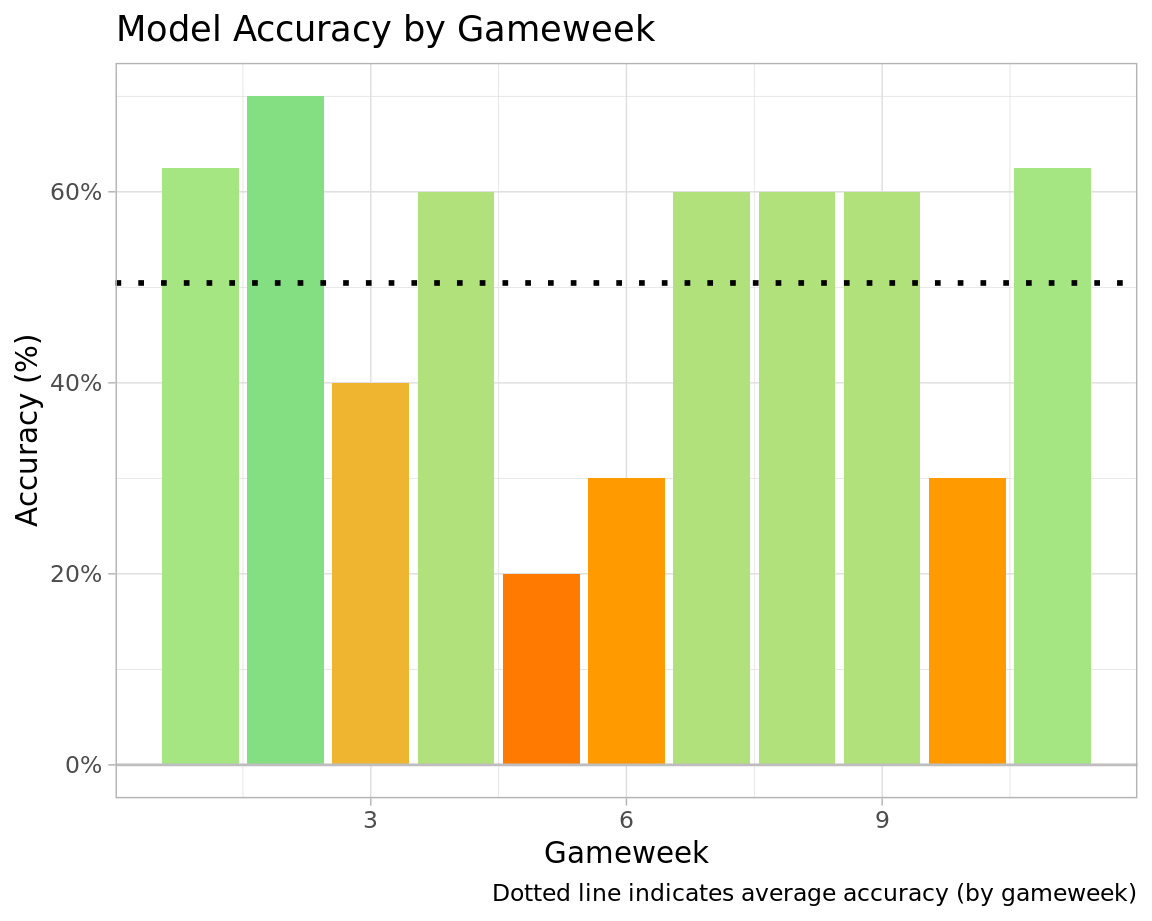 Model Accuracy by Gameweek
60%
40%
20%
0%
Accuracy (%)
3
6
9
Gameweek
Dotted line indicates average accuracy (by gameweek)